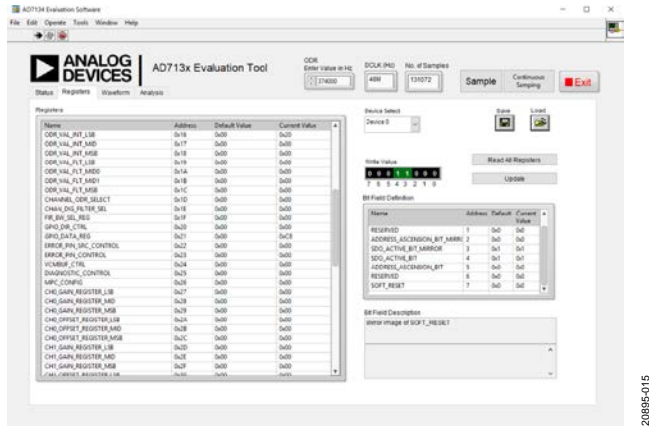 AD7134 Evaluation Software
File Edit Operate Tools Window Help
ANALOG DEVICES
AD713x Evaluation Tool
ODR
Enter Value in Hz
374000
DCLK (Hz)
48M
No. of Samples
131072
Sample
Continuous Sampling
Exit
Status Registers Waveform Analysis
Registers
Name Address Default Value Current Value
ODR_VAL_INT_LSB 0x16 0x00 0x20
ODR_VAL_INT_MID 0x17 0x00 0x00
ODR_VAL_INT_MSB 0x18 0x00 0x00
ODR_VAL_FLT_LSB 0x19 0x00 0x00
ODR_VAL_FLT_MID0 0x1A 0x00 0x00
ODR_VAL_FLT_MID1 0x1B 0x00 0x00
ODR_VAL_FLT_MSB 0x1C 0x00 0x00
CHANNEL_ODR_SELECT 0x1D 0x00 0x00
CHAN_DIG_FILTER_SEL 0x1E 0x00 0x00
FIR_BW_SEL_REG 0x1F 0x00 0x00
GPIO_DIR_CTRL 0x20 0x00 0x00
GPIO_DATA_REG 0x21 0x00 0xC8
ERROR_PIN_SRC_CONTROL 0x22 0x00 0x00
ERROR_PIN_CONTROL 0x23 0x00 0x00
VCMBUF_CTRL 0x24 0x00 0x00
DIAGNOSTIC_CONTROL 0x25 0x00 0x00
MPC_CONFIG 0x26 0x00 0x00
CH0_GAIN_REGISTER_LSB 0x27 0x00 0x00
CH0_GAIN_REGISTER_MID 0x28 0x00 0x00
CH0_GAIN_REGISTER_MSB 0x29 0x00 0x00
CH0_OFFSET_REGISTER_LSB 0x2A 0x00 0x00
CH0_OFFSET_REGISTER_MID 0x2B 0x00 0x00
CH0_OFFSET_REGISTER_MSB 0x2C 0x00 0x00
CH1_GAIN_REGISTER_LSB 0x2D 0x00 0x00
CH1_GAIN_REGISTER_MID 0x2E 0x00 0x00
CH1_GAIN_REGISTER_MSB 0x2F 0x00 0x00
CH1_OFFSET_REGISTER_LSB 0x30 0x00 0x00
Device Select
Device 0
Save
Load
Write Value
0 0 0 1 1 0 0 0
7 6 5 4 3 2 1 0
Read All Registers
Update
Bit Field Definition
Name Address Default Current Value
RESERVED 1 0x0 0x0
ADDRESS_ASCENSION_BIT_MIRR 2 0x0 0x0
SDO_ACTIVE_BIT_MIRROR 3 0x1 0x1
SDO_ACTIVE_BIT 4 0x1 0x1
ADDRESS_ASCENSION_BIT 5 0x0 0x0
RESERVED 6 0x0 0x0
SOFT_RESET 7 0x0 0x0
Bit Field Description
Mirror image of SOFT_RESET
20895-015